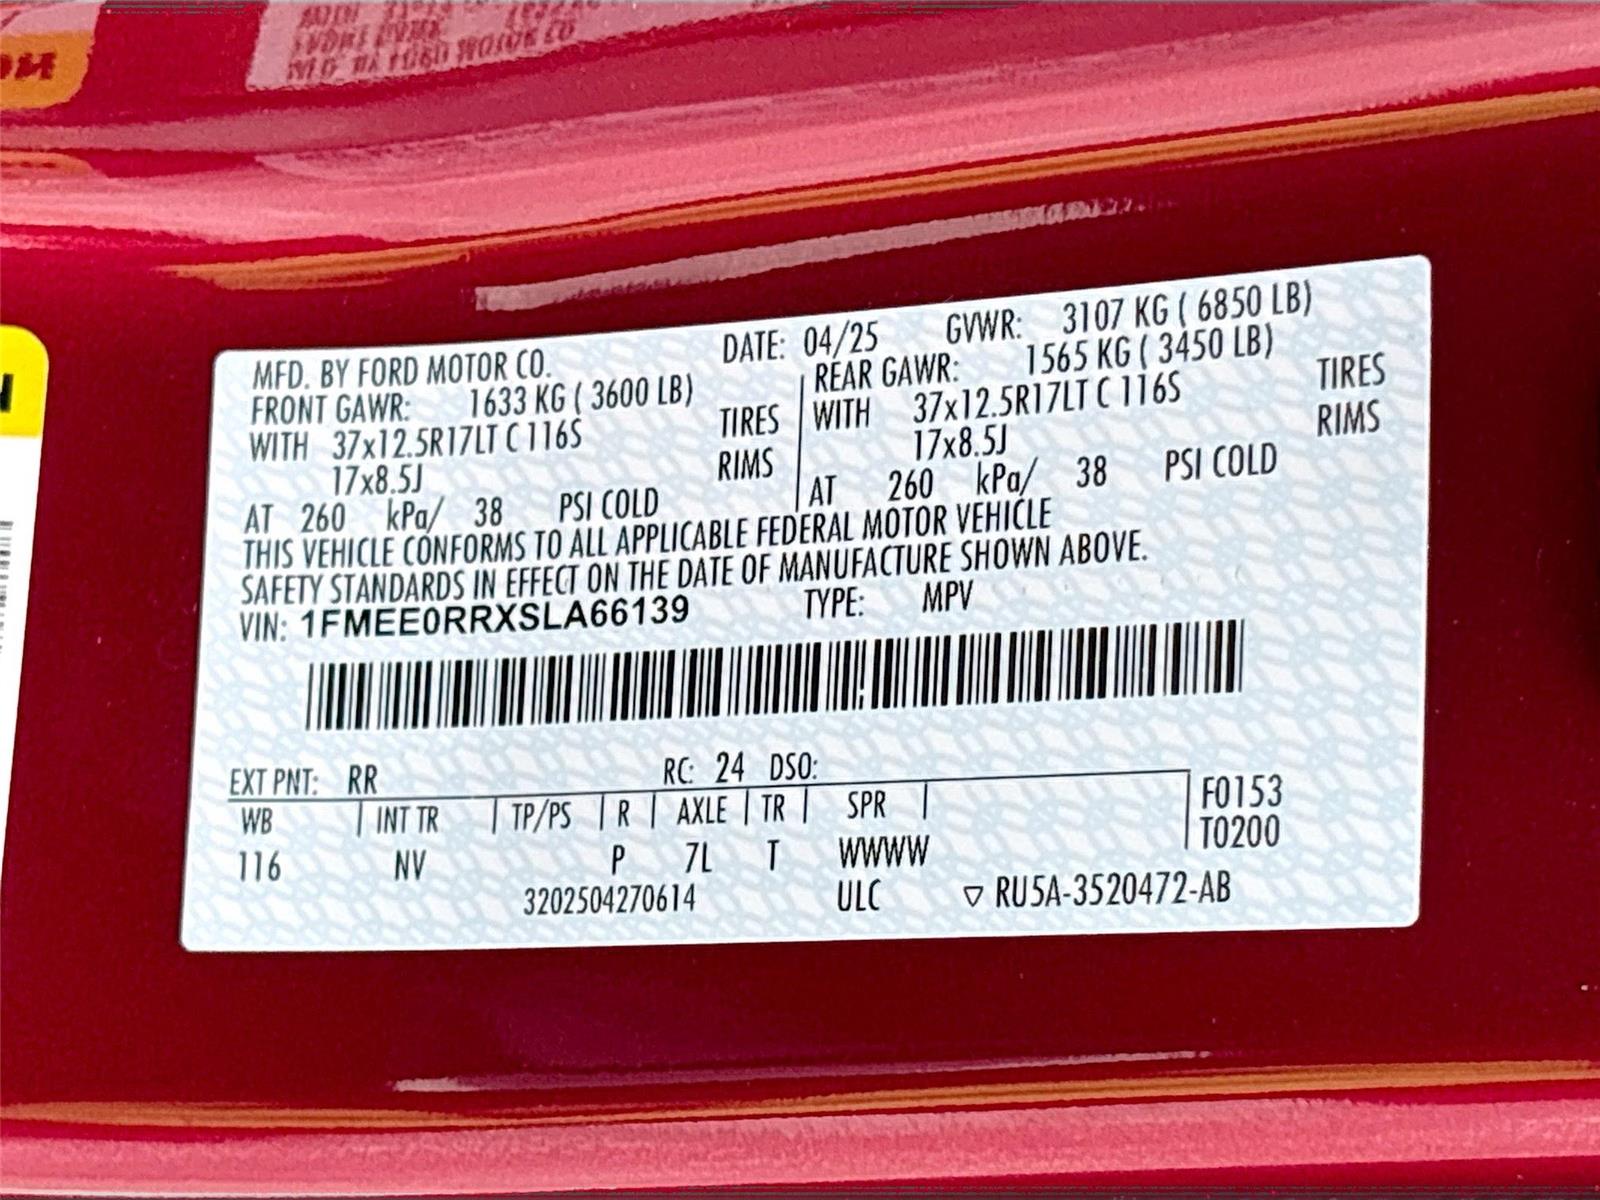 MFD. BY FORD MOTOR CO. DATE: 04/25 GVWR: 3107 KG ( 6850 LB)
FRONT GAWR: 1633 KG ( 3600 LB) REAR GAWR: 1565 KG ( 3450 LB)
WITH 37x12.5R17LT C 116S TIRES WITH 37x12.5R17LT C 116S TIRES
17x8.5J RIMS 17x8.5J RIMS
AT 260 kPa/ 38 PSI COLD AT 260 kPa/ 38 PSI COLD
THIS VEHICLE CONFORMS TO ALL APPLICABLE FEDERAL MOTOR VEHICLE
SAFETY STANDARDS IN EFFECT ON THE DATE OF MANUFACTURE SHOWN ABOVE.
VIN: 1FMEE0RRXSLA66139 TYPE: MPV
EXT PNT: RR RC: 24 DSO:
WB INT TR TP/PS R AXLE TR SPR F0153
116 NV P 7L T WWWW T0200
3202504270614 ULC ▽ RU5A-3520472-AB